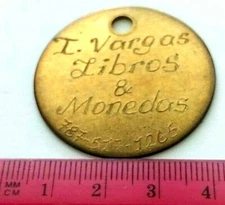 I. Vargas
Libros
&
Monedas
MM
CM
1
2
3
4